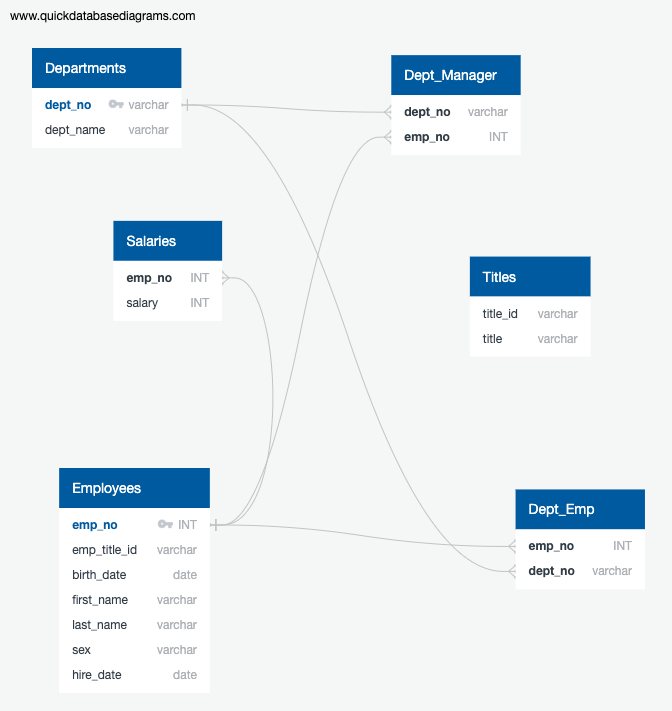 www.quickdatabasediagrams.com
Departments
dept_no varchar
dept_name varchar
Dept_Manager
dept_no varchar
emp_no INT
Salaries
emp_no INT
salary INT
Titles
title_id varchar
title varchar
Employees
emp_no INT
emp_title_id varchar
birth_date date
first_name varchar
last_name varchar
sex varchar
hire_date date
Dept_Emp
emp_no INT
dept_no varchar